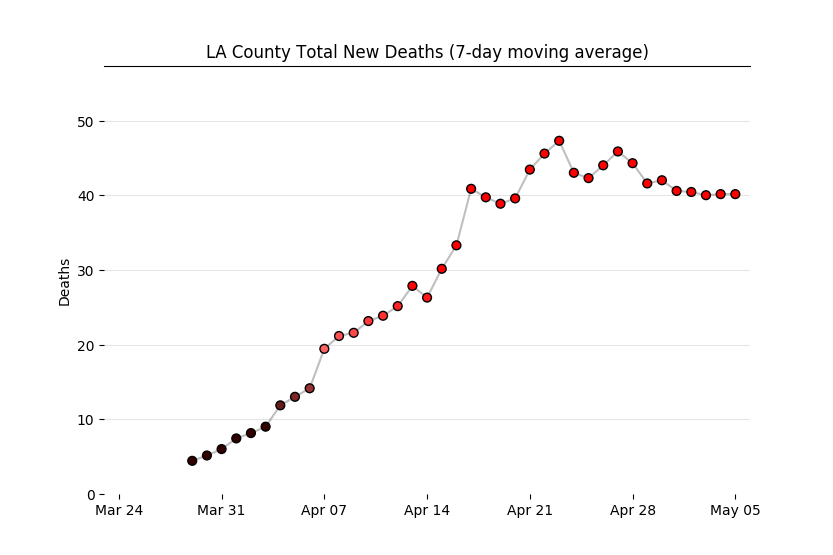 LA County Total New Deaths (7-day moving average)
50
40
30
20
10
0
Deaths
Mar 24 Mar 31 Apr 07 Apr 14 Apr 21 Apr 28 May 05